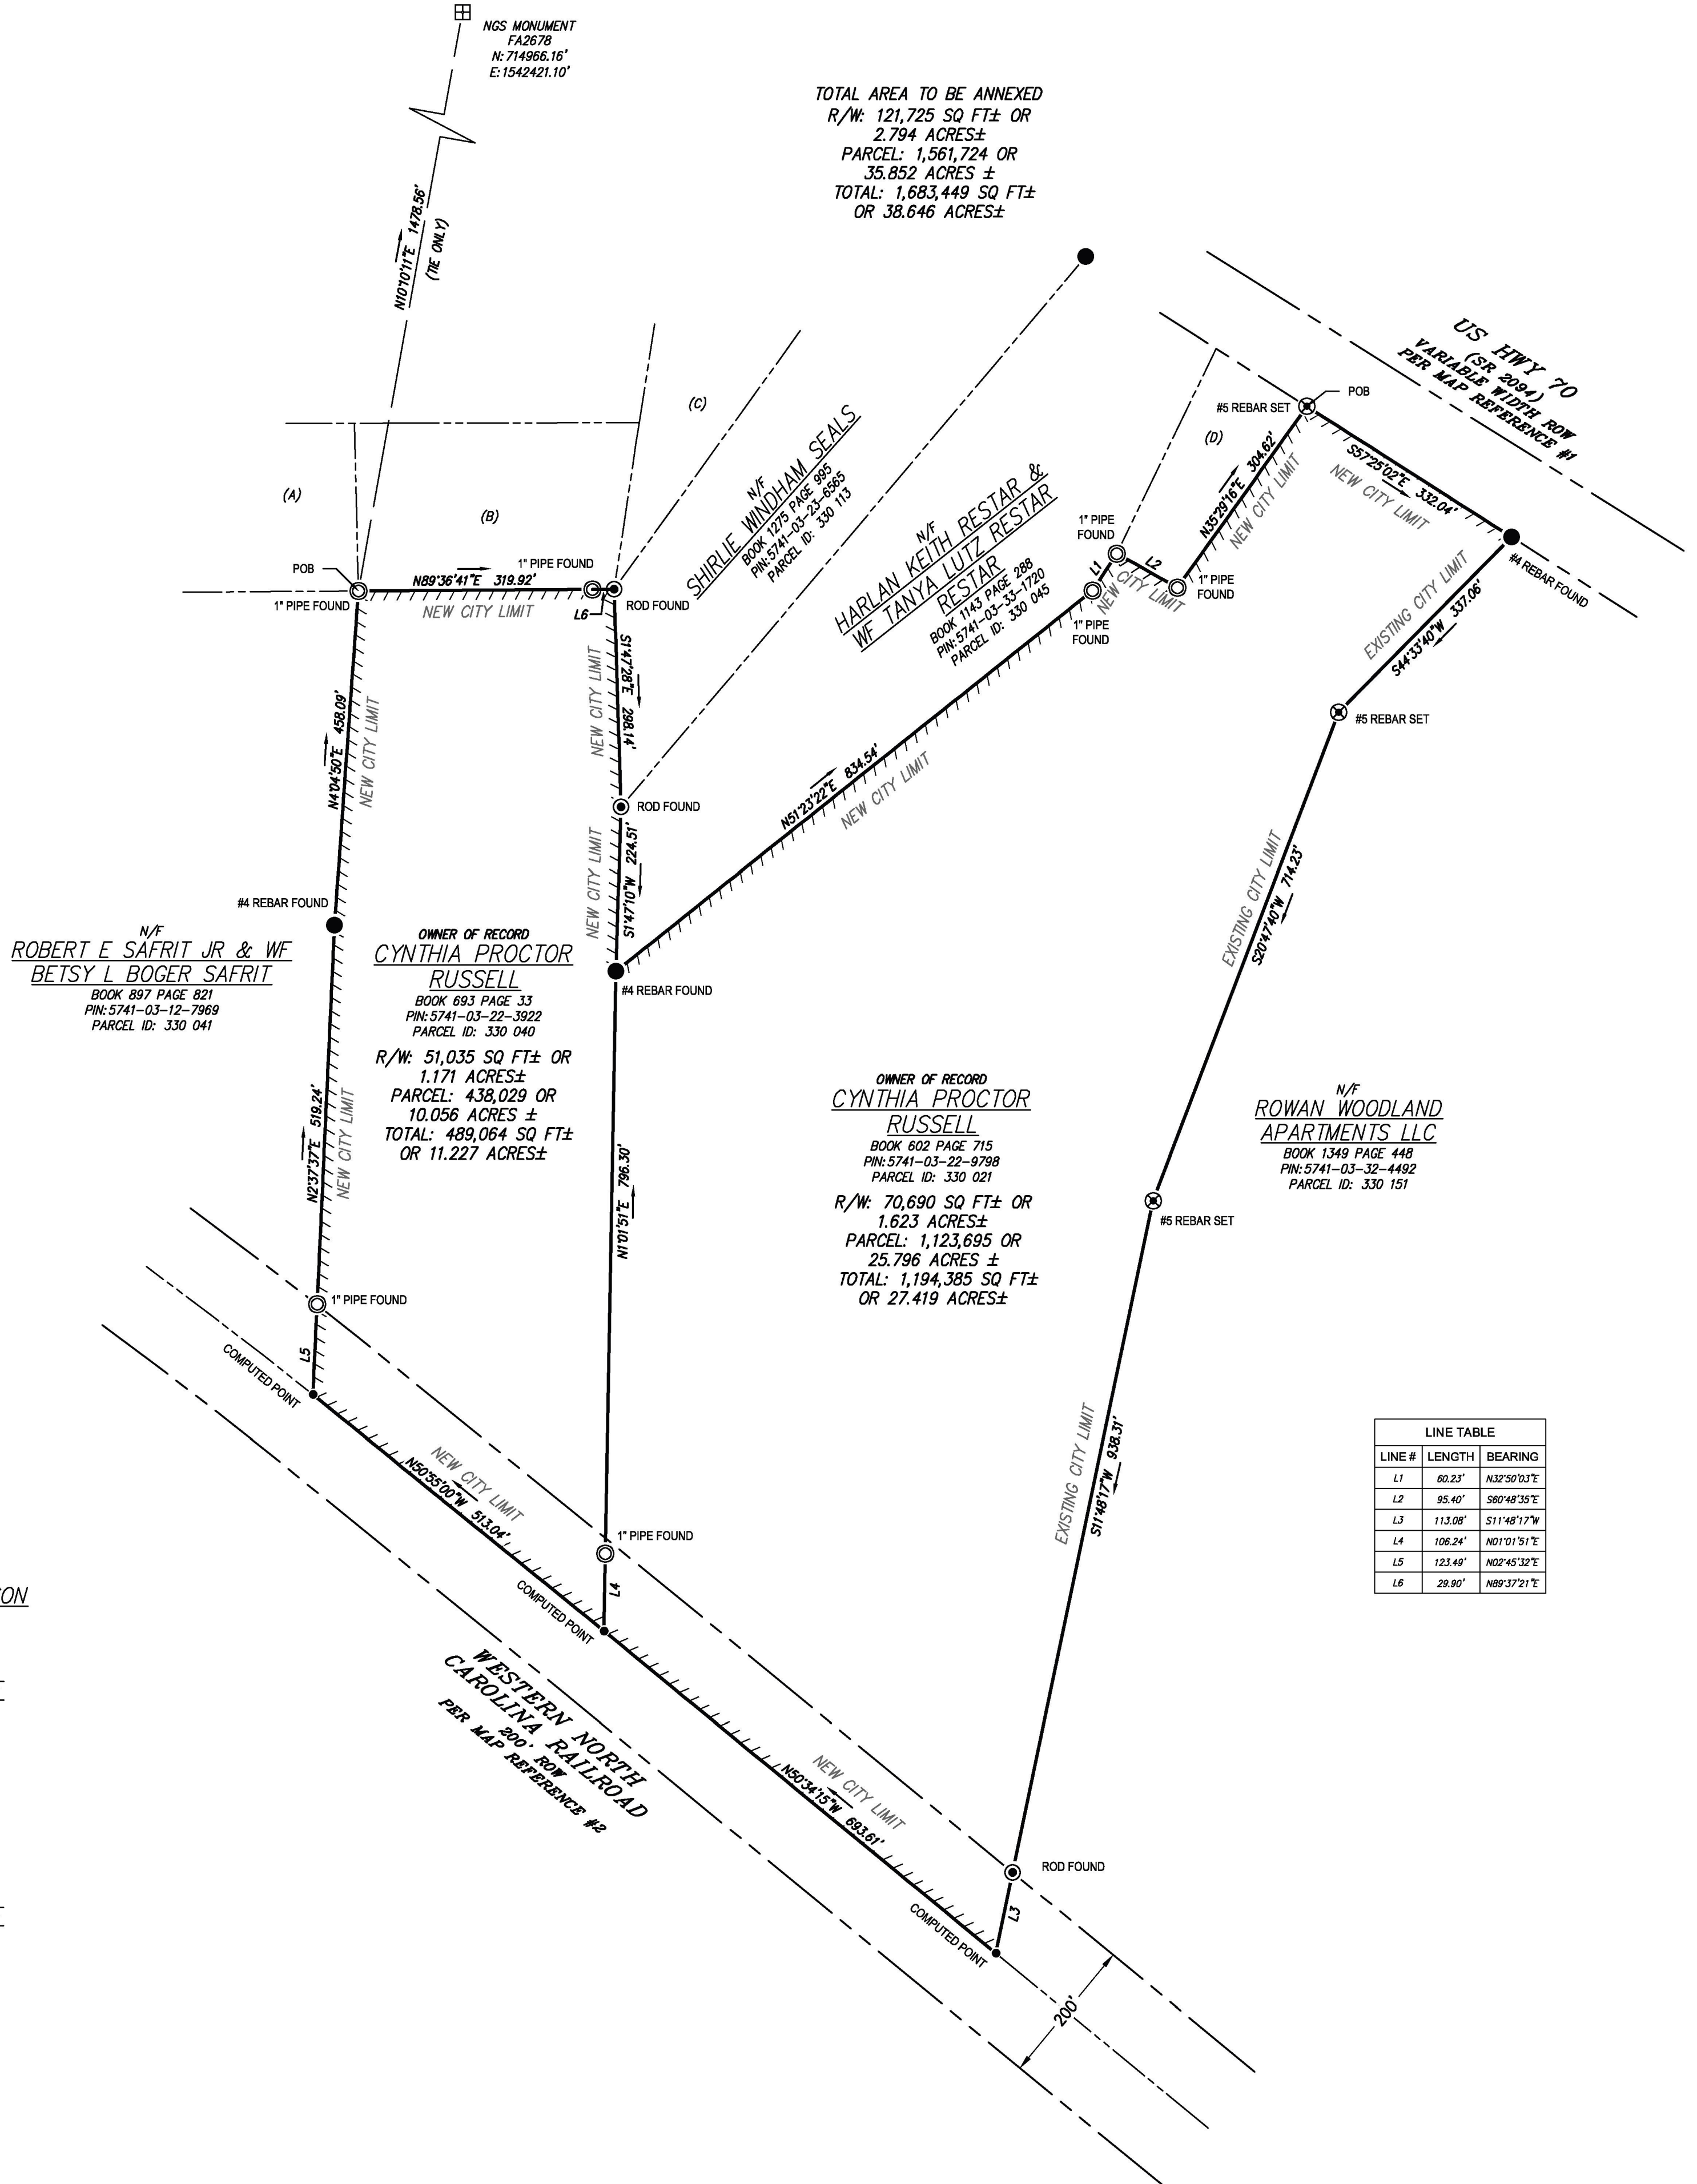 NGS MONUMENT
FA2678
N: 714966.16'
E: 1542421.10'
TOTAL AREA TO BE ANNEXED
R/W: 121,725 SQ FT± OR
2.794 ACRES±
PARCEL: 1,561,724 OR
35.852 ACRES ±
TOTAL: 1,683,449 SQ FT±
OR 38.646 ACRES±
N10°10'11"E 1478.56'
(TIE ONLY)
US HWY 70
(SR 2094)
VARIABLE WIDTH ROW
PER MAP REFERENCE #1
(A)
(B)
(C)
(D)
#5 REBAR SET
POB
S57°25'02"E 332.04'
NEW CITY LIMIT
#4 REBAR FOUND
N35°29'16"E 304.62'
NEW CITY LIMIT
1" PIPE
FOUND
L1
L2
NEW CITY LIMIT
1" PIPE
FOUND
1" PIPE
FOUND
N/F
SHIRLIE WINDHAM SEALS
BOOK 1275 PAGE 995
PIN: 5741-03-23-6565
PARCEL ID: 330 113
N/F
HARLAN KEITH RESTAR &
WF TANYA LUTZ RESTAR
RESTAR
BOOK 1143 PAGE 288
PIN: 5741-03-33-1720
PARCEL ID: 330 045
POB
1" PIPE FOUND
N89°36'41"E 319.92'
NEW CITY LIMIT
1" PIPE FOUND
L6
ROD FOUND
S1°47'28"E 298.14'
NEW CITY LIMIT
ROD FOUND
S1°47'10"W 224.51'
NEW CITY LIMIT
#4 REBAR FOUND
N51°23'22"E 834.54'
NEW CITY LIMIT
EXISTING CITY LIMIT
S44°33'40"W 337.06'
#5 REBAR SET
EXISTING CITY LIMIT
S20°47'40"W 714.23'
#5 REBAR SET
N4°04'50"E 458.09'
NEW CITY LIMIT
#4 REBAR FOUND
N/F
ROBERT E SAFRIT JR & WF
BETSY L BOGER SAFRIT
BOOK 897 PAGE 821
PIN: 5741-03-12-7969
PARCEL ID: 330 041
OWNER OF RECORD
CYNTHIA PROCTOR
RUSSELL
BOOK 693 PAGE 33
PIN: 5741-03-22-3922
PARCEL ID: 330 040
R/W: 51,035 SQ FT± OR
1.171 ACRES±
PARCEL: 438,029 OR
10.056 ACRES ±
TOTAL: 489,064 SQ FT±
OR 11.227 ACRES±
OWNER OF RECORD
CYNTHIA PROCTOR
RUSSELL
BOOK 602 PAGE 715
PIN: 5741-03-22-9798
PARCEL ID: 330 021
R/W: 70,690 SQ FT± OR
1.623 ACRES±
PARCEL: 1,123,695 OR
25.796 ACRES ±
TOTAL: 1,194,385 SQ FT±
OR 27.419 ACRES±
N/F
ROWAN WOODLAND
APARTMENTS LLC
BOOK 1349 PAGE 448
PIN: 5741-03-32-4492
PARCEL ID: 330 151
N2°37'37"E 519.24'
NEW CITY LIMIT
N1°01'51"E 796.30'
1" PIPE FOUND
L5
COMPUTED POINT
NEW CITY LIMIT
N50°55'00"W 513.04'
1" PIPE FOUND
L4
COMPUTED POINT
EXISTING CITY LIMIT
S11°48'17"W 938.31'
WESTERN NORTH
CAROLINA RAILROAD
200' ROW
PER MAP REFERENCE #2
NEW CITY LIMIT
N50°34'15"W 693.61'
ROD FOUND
L3
COMPUTED POINT
200'
LINE TABLE
LINE # LENGTH BEARING
L1 60.23' N32°50'03"E
L2 95.40' S60°48'35"E
L3 113.08' S11°48'17"W
L4 106.24' N01°01'51"E
L5 123.49' N02°45'32"E
L6 29.90' N89°37'21"E
ON